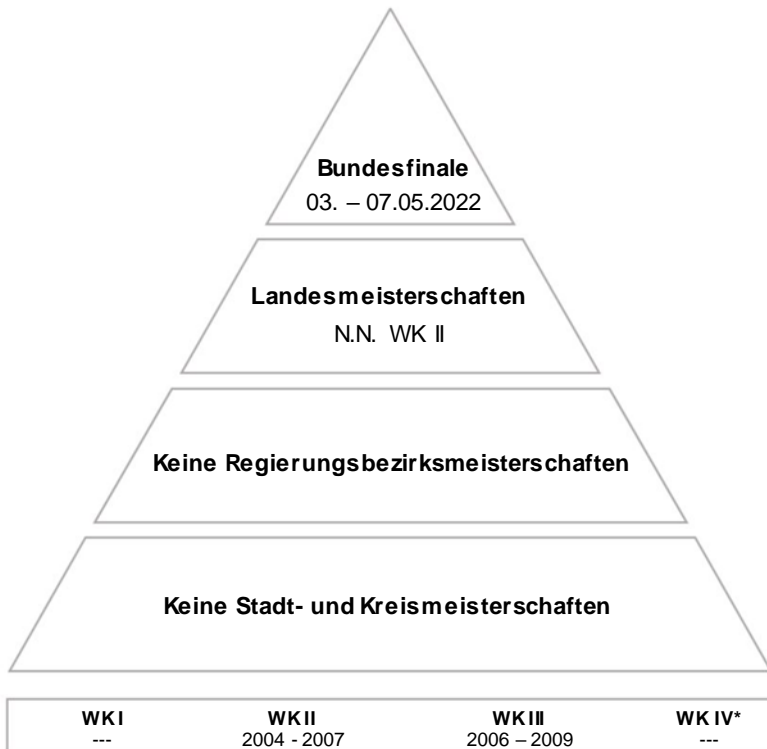 Bundesfinale
03. – 07.05.2022
Landesmeisterschaften
N.N. WK II
Keine Regierungsbezirksmeisterschaften
Keine Stadt- und Kreismeisterschaften
WK I WK II WK III WK IV*
--- 2004 - 2007 2006 – 2009 ---